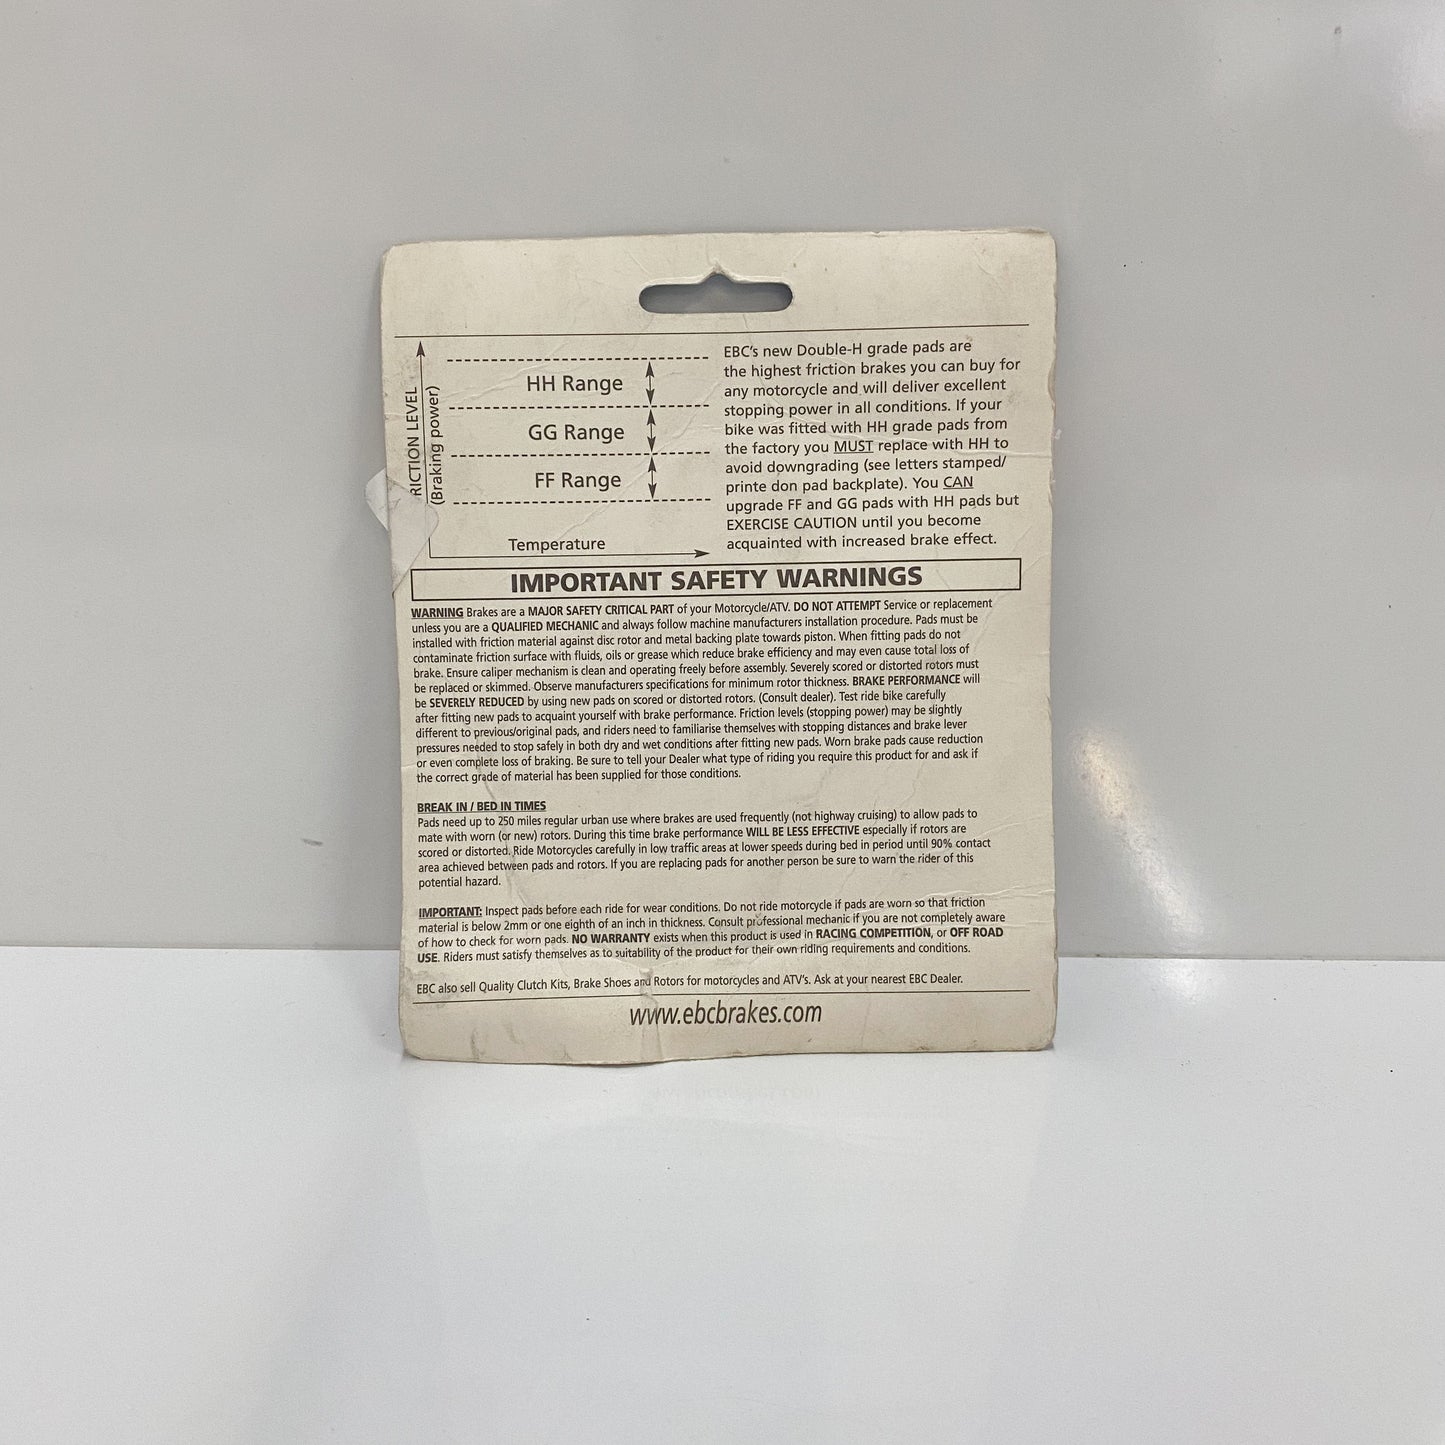 RICTION LEVEL
(Braking power)
HH Range
GG Range
FF Range
Temperature
EBC's new Double-H grade pads are
the highest friction brakes you can buy for
any motorcycle and will deliver excellent
stopping power in all conditions. If your
bike was fitted with HH grade pads from
the factory you MUST replace with HH to
avoid downgrading (see letters stamped/
printe don pad backplate). You CAN
upgrade FF and GG pads with HH pads but
EXERCISE CAUTION until you become
acquainted with increased brake effect.
IMPORTANT SAFETY WARNINGS
WARNING Brakes are a MAJOR SAFETY CRITICAL PART of your Motorcycle/ATV. DO NOT ATTEMPT Service or replacement
unless you are a QUALIFIED MECHANIC and always follow machine manufacturers installation procedure. Pads must be
installed with friction material against disc rotor and metal backing plate towards piston. When fitting pads do not
contaminate friction surface with fluids, oils or grease which reduce brake efficiency and may even cause total loss of
brake. Ensure caliper mechanism is clean and operating freely before assembly. Severely scored or distorted rotors must
be replaced or skimmed. Observe manufacturers specifications for minimum rotor thickness. BRAKE PERFORMANCE will
be SEVERELY REDUCED by using new pads on scored or distorted rotors. (Consult dealer). Test ride bike carefully
after fitting new pads to acquaint yourself with brake performance. Friction levels (stopping power) may be slightly
different to previous/original pads, and riders need to familiarise themselves with stopping distances and brake lever
pressures needed to stop safely in both dry and wet conditions after fitting new pads. Worn brake pads cause reduction
or even complete loss of braking. Be sure to tell your Dealer what type of riding you require this product for and ask if
the correct grade of material has been supplied for those conditions.
BREAK IN / BED IN TIMES
Pads need up to 250 miles regular urban use where brakes are used frequently (not highway cruising) to allow pads to
mate with worn (or new) rotors. During this time brake performance WILL BE LESS EFFECTIVE especially if rotors are
scored or distorted. Ride Motorcycles carefully in low traffic areas at lower speeds during bed in period until 90% contact
area achieved between pads and rotors. If you are replacing pads for another person be sure to warn the rider of this
potential hazard.
IMPORTANT: Inspect pads before each ride for wear conditions. Do not ride motorcycle if pads are worn so that friction
material is below 2mm or one eighth of an inch in thickness. Consult professional mechanic if you are not completely aware
of how to check for worn pads. NO WARRANTY exists when this product is used in RACING COMPETITION, or OFF ROAD
USE. Riders must satisfy themselves as to suitability of the product for their own riding requirements and conditions.
EBC also sell Quality Clutch Kits, Brake Shoes and Rotors for motorcycles and ATV's. Ask at your nearest EBC Dealer.
www.ebcbrakes.com